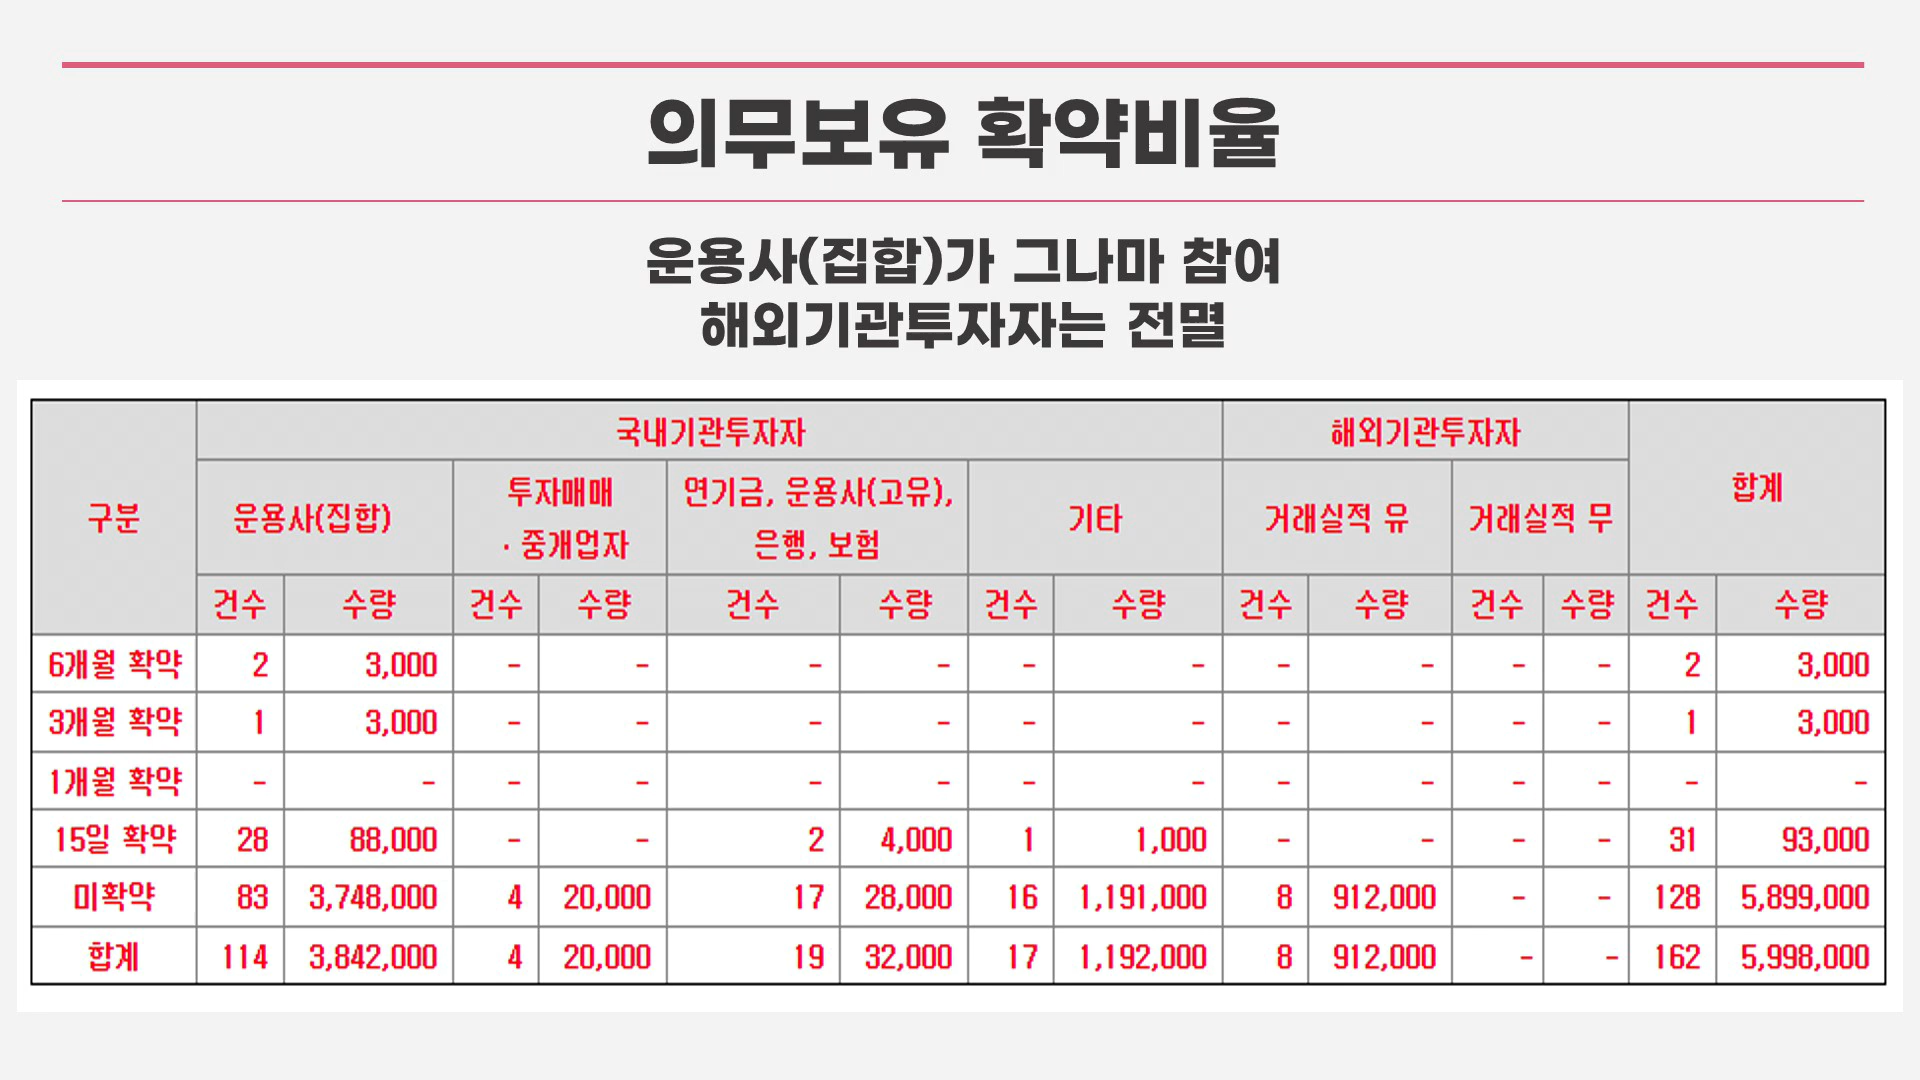 의무보유 확약비율
운용사(집합)가 그나마 참여
해외기관투자자는 전멸
구분 국내기관투자자 해외기관투자자 합계
운용사(집합) 투자매매 · 중개업자 연기금, 운용사(고유), 은행, 보험 기타 거래실적 유 거래실적 무
건수 수량 건수 수량 건수 수량 건수 수량 건수 수량 건수 수량 건수 수량
6개월 확약 2 3,000 - - - - - - - - - - 2 3,000
3개월 확약 1 3,000 - - - - - - - - - - 1 3,000
1개월 확약 - - - - - - - - - - - - - -
15일 확약 28 88,000 - - 2 4,000 1 1,000 - - - - 31 93,000
미확약 83 3,748,000 4 20,000 17 28,000 16 1,191,000 8 912,000 - - 128 5,899,000
합계 114 3,842,000 4 20,000 19 32,000 17 1,192,000 8 912,000 - - 162 5,998,000